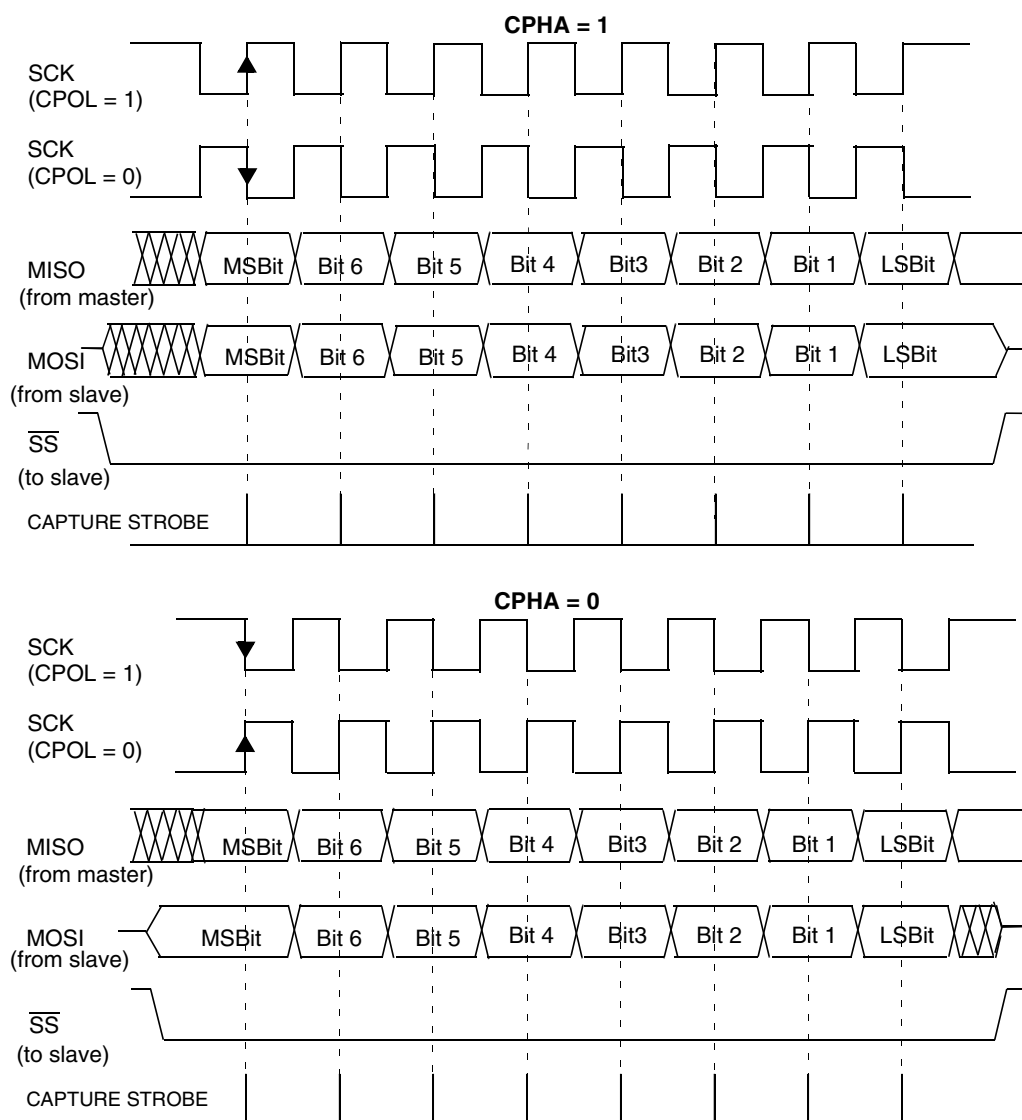 CPHA = 1
SCK
(CPOL = 1)
SCK
(CPOL = 0)
MISO
(from master)
MSBit Bit 6 Bit 5 Bit 4 Bit3 Bit 2 Bit 1 LSBit
MOSI
(from slave)
MSBit Bit 6 Bit 5 Bit 4 Bit3 Bit 2 Bit 1 LSBit
SS
(to slave)
CAPTURE STROBE
CPHA = 0
SCK
(CPOL = 1)
SCK
(CPOL = 0)
MISO
(from master)
MSBit Bit 6 Bit 5 Bit 4 Bit3 Bit 2 Bit 1 LSBit
MOSI
(from slave)
MSBit Bit 6 Bit 5 Bit 4 Bit3 Bit 2 Bit 1 LSBit
SS
(to slave)
CAPTURE STROBE